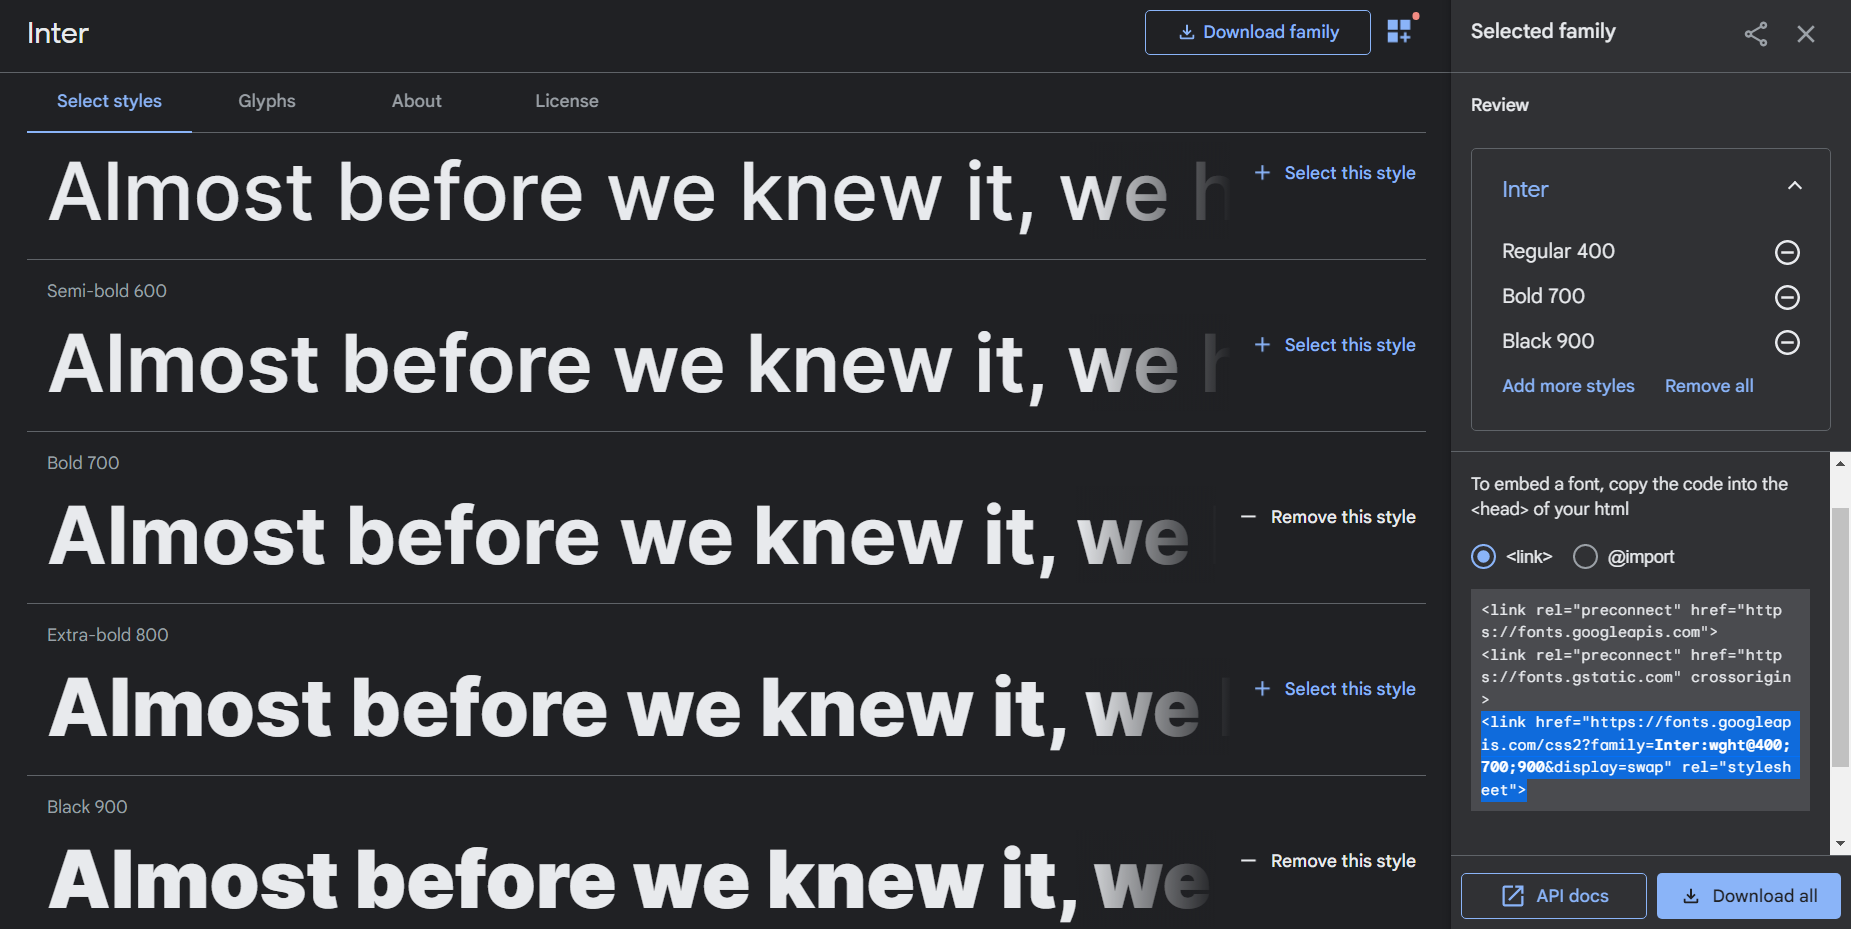 Inter
Download family
Select styles
Glyphs
About
License
Almost before we knew it, we h
Select this style
Semi-bold 600
Almost before we knew it, we h
Select this style
Bold 700
Almost before we knew it, we
Remove this style
Extra-bold 800
Almost before we knew it, we
Select this style
Black 900
Almost before we knew it, we
Remove this style
Selected family
Review
Inter
Regular 400
Bold 700
Black 900
Add more styles
Remove all
To embed a font, copy the code into the
<head> of your html
<link>
@import
<link rel="preconnect" href="http
s://fonts.googleapis.com">
<link rel="preconnect" href="http
s://fonts.gstatic.com" crossorigin
>
<link href="https://fonts.googleap
is.com/css2?family=Inter:wght@400;
700;900&display=swap" rel="stylesh
eet">
API docs
Download all